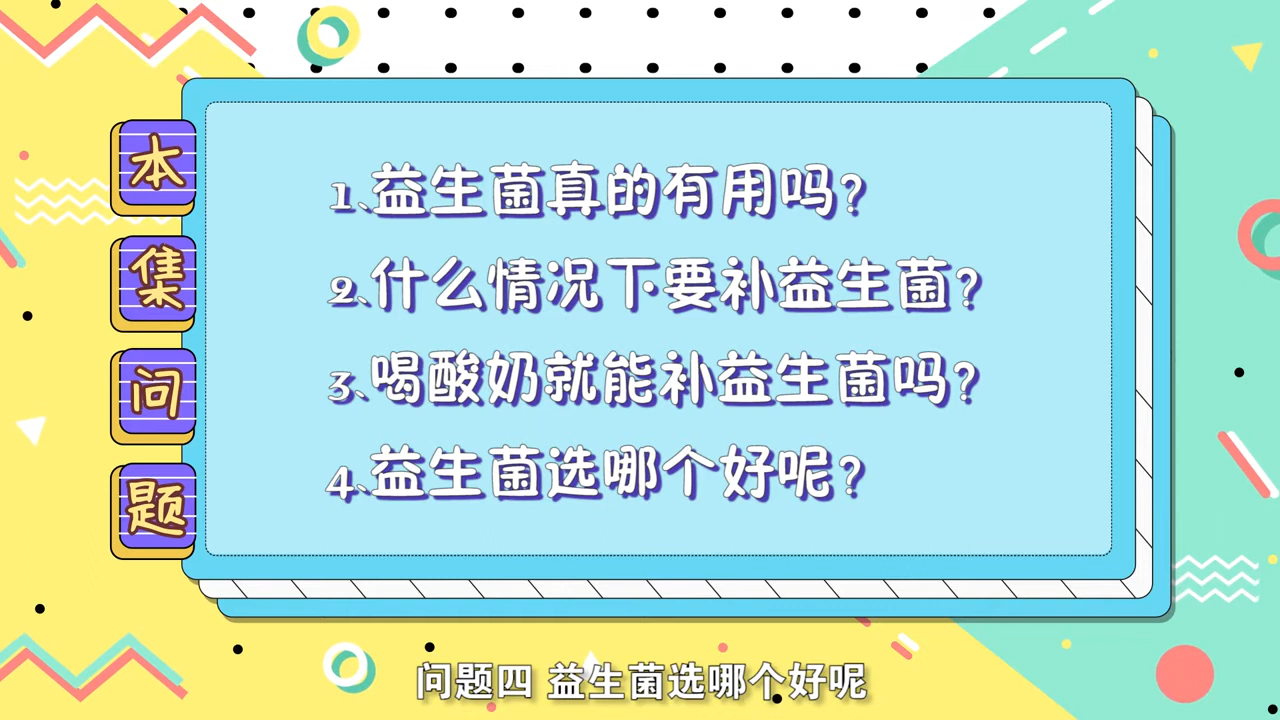 本集问题
1、益生菌真的有用吗？
2、什么情况下要补益生菌？
3、喝酸奶就能补益生菌吗？
4、益生菌选哪个好呢？
问题四 益生菌选哪个好呢